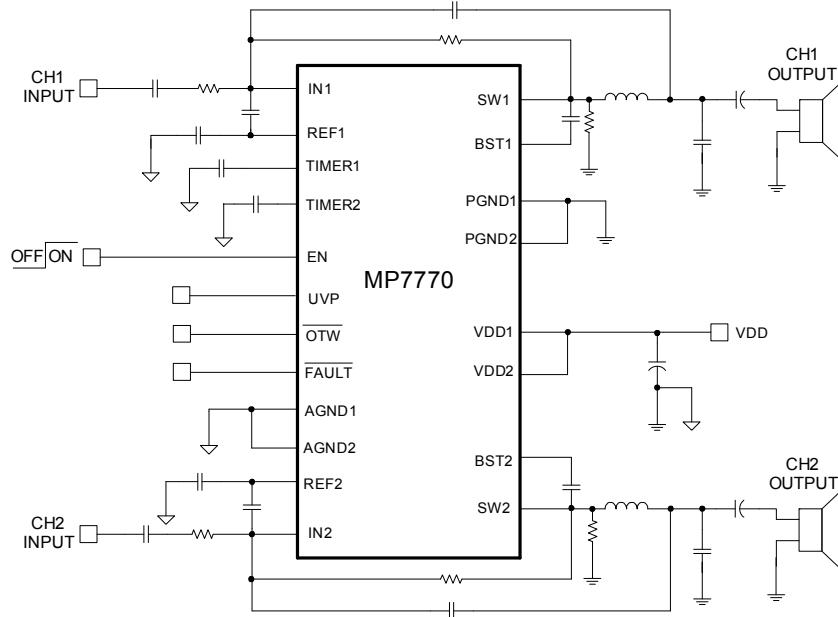 CH1
INPUT
CH1
OUTPUT
IN1
REF1
TIMER1
TIMER2
OFF ON
EN
UVP
OTW
FAULT
AGND1
AGND2
REF2
IN2
MP7770
SW1
BST1
PGND1
PGND2
VDD1
VDD
VDD2
BST2
SW2
CH2
INPUT
CH2
OUTPUT